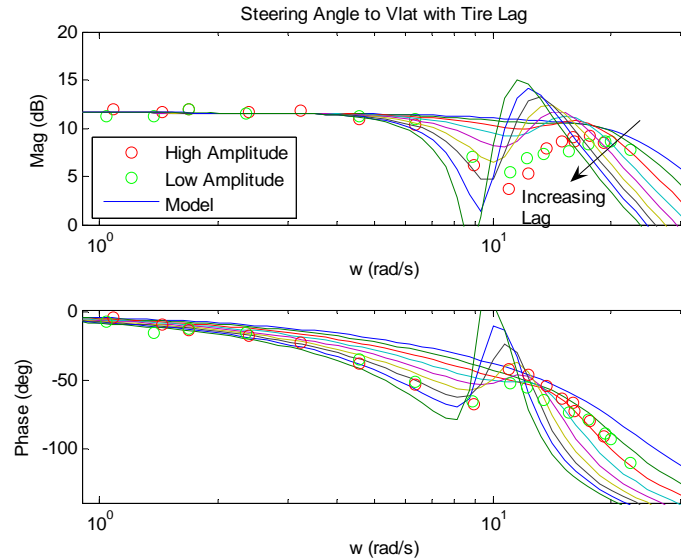 Steering Angle to Vlat with Tire Lag
Mag (dB)
20
15
10
5
0
High Amplitude
Low Amplitude
Model
Increasing
Lag
10^0
10^1
w (rad/s)
Phase (deg)
0
-50
-100
10^0
10^1
w (rad/s)